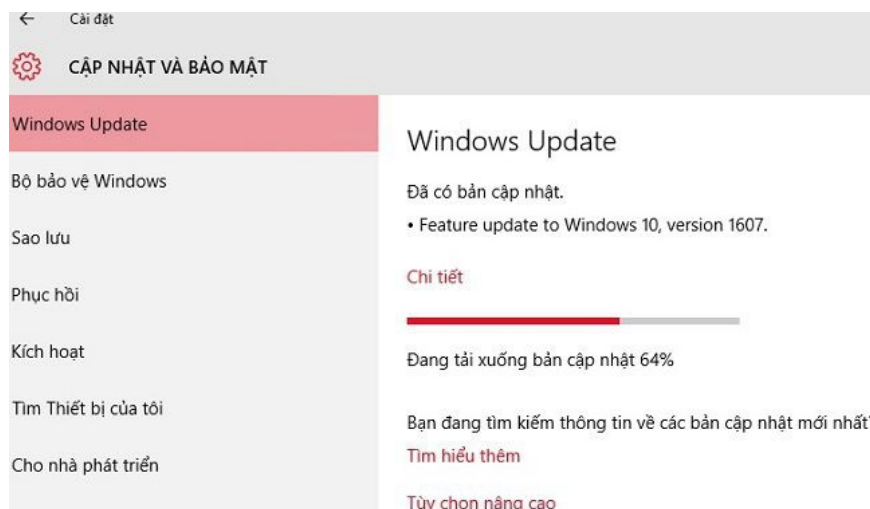 Cài đặt
CẬP NHẬT VÀ BẢO MẬT
Windows Update
Bộ bảo vệ Windows
Sao lưu
Phục hồi
Kích hoạt
Tìm Thiết bị của tôi
Cho nhà phát triển
Windows Update
Đã có bản cập nhật.
• Feature update to Windows 10, version 1607.
Chi tiết
Đang tải xuống bản cập nhật 64%
Bạn đang tìm kiếm thông tin về các bản cập nhật mới nhất?
Tìm hiểu thêm
Tùy chọn nâng cao